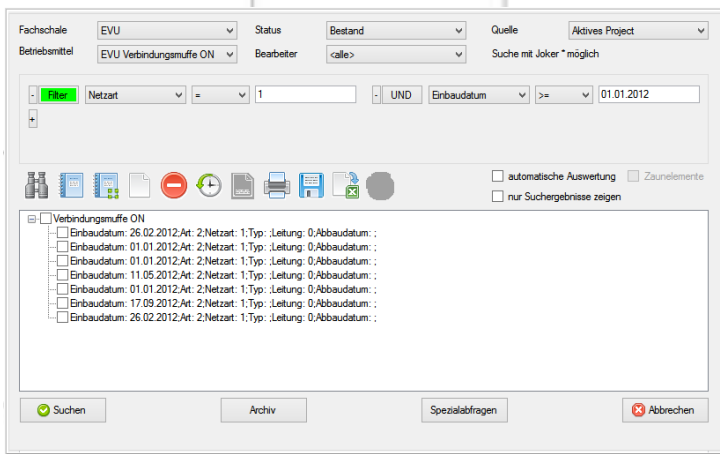 Fachschale EVU Status Bestand Quelle Aktives Project
Betriebsmittel EVU Verbindungsmuffe ON Bearbeiter <alle> Suche mit Joker * möglich
- Filter Netzart = 1 - UND Einbaudatum >= 01.01.2012
+
automatische Auswertung Zaunelemente
nur Suchergebnisse zeigen
Verbindungsmuffe ON
Einbaudatum: 26.02.2012;Art: 2;Netzart: 1;Typ: ;Leitung: 0;Abbaudatum: ;
Einbaudatum: 01.01.2012;Art: 2;Netzart: 1;Typ: ;Leitung: 0;Abbaudatum: ;
Einbaudatum: 01.01.2012;Art: 2;Netzart: 1;Typ: ;Leitung: 0;Abbaudatum: ;
Einbaudatum: 11.05.2012;Art: 2;Netzart: 1;Typ: ;Leitung: 0;Abbaudatum: ;
Einbaudatum: 01.01.2012;Art: 2;Netzart: 1;Typ: ;Leitung: 0;Abbaudatum: ;
Einbaudatum: 17.09.2012;Art: 2;Netzart: 1;Typ: ;Leitung: 0;Abbaudatum: ;
Einbaudatum: 26.02.2012;Art: 2;Netzart: 1;Typ: ;Leitung: 0;Abbaudatum: ;
Suchen Archiv Spezialabfragen Abbrechen